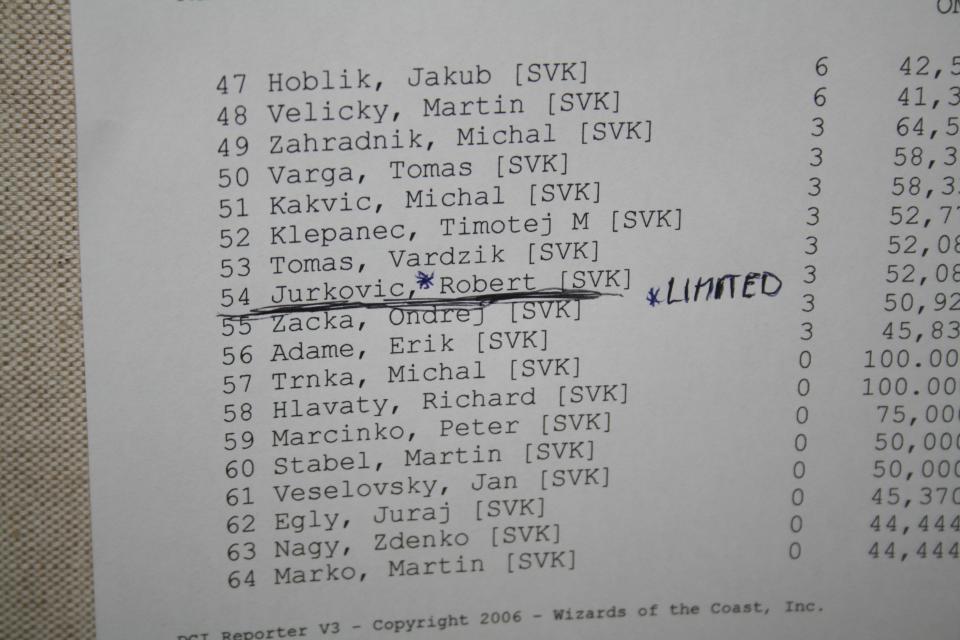 47 Hoblik, Jakub [SVK] 6 42,5
48 Velicky, Martin [SVK] 6 41,3
49 Zahradnik, Michal [SVK] 3 64,5
50 Varga, Tomas [SVK] 3 58,3
51 Kakvic, Michal [SVK] 3 58,3
52 Klepanec, Timotej M [SVK] 3 52,77
53 Tomas, Vardzik [SVK] 3 52,08
54 Jurkovic,* Robert [SVK] *LIMITED 3 52,08
55 Zacka, Ondrej [SVK] 3 50,92
56 Adame, Erik [SVK] 3 45,83
57 Trnka, Michal [SVK] 0 100.00
58 Hlavaty, Richard [SVK] 0 100.00
59 Marcinko, Peter [SVK] 0 75,000
60 Stabel, Martin [SVK] 0 50,000
61 Veselovsky, Jan [SVK] 0 50,000
62 Egly, Juraj [SVK] 0 45,370
63 Nagy, Zdenko [SVK] 0 44,444
64 Marko, Martin [SVK] 0 44,444
DCI Reporter V3 - Copyright 2006 - Wizards of the Coast, Inc.